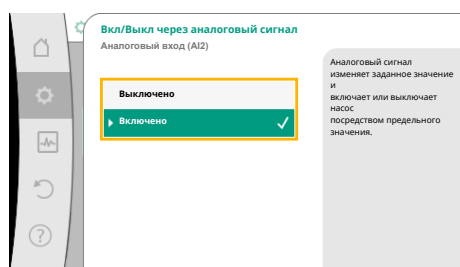 Вкл/Выкл через аналоговый сигнал
Аналоговый вход (AI2)
Выключено
Включено
Аналоговый сигнал
изменяет заданное значение
и
включает или выключает
насос
посредством предельного
значения.
?